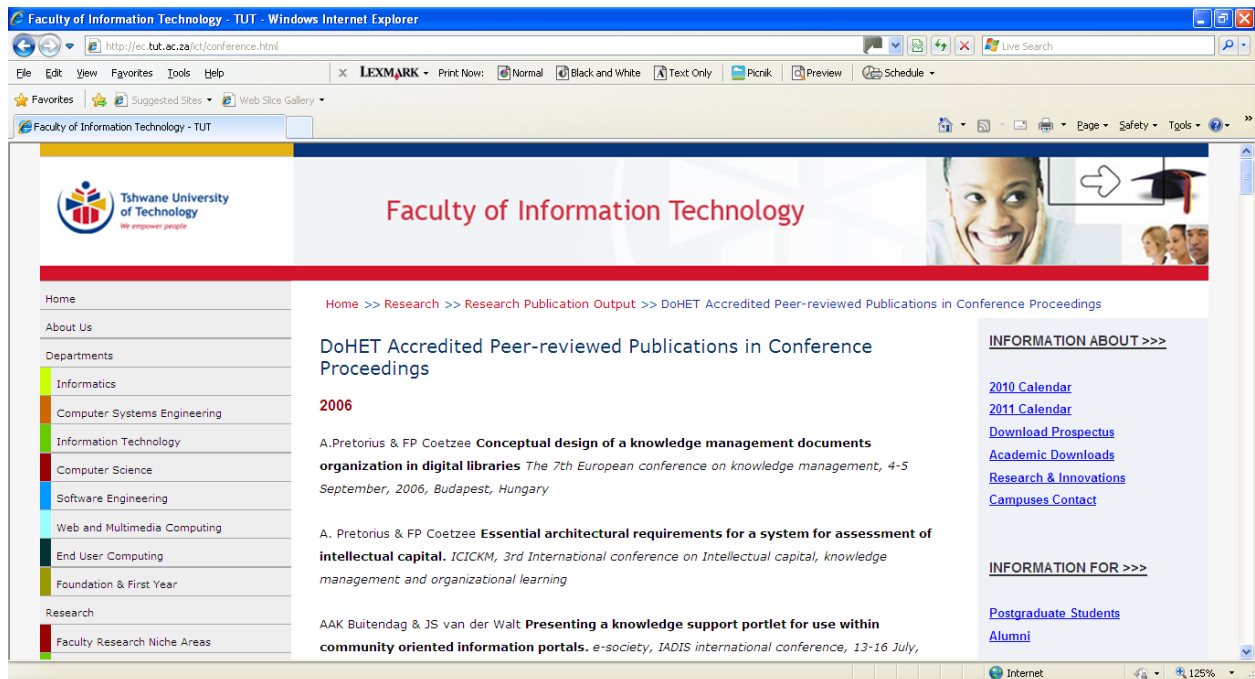 Faculty of Information Technology - TUT - Windows Internet Explorer
http://ec.tut.ac.za/ict/conference.html
Live Search
File Edit View Favorites Tools Help
x LEXMARK Print Now: Normal Black and White Text Only Picnik Preview Schedule
Favorites Suggested Sites Web Slice Gallery
Faculty of Information Technology - TUT
Page Safety Tools »
Tshwane University
of Technology
We empower people
Faculty of Information Technology
Home
About Us
Departments
Informatics
Computer Systems Engineering
Information Technology
Computer Science
Software Engineering
Web and Multimedia Computing
End User Computing
Foundation & First Year
Research
Faculty Research Niche Areas
Home >> Research >> Research Publication Output >> DoHET Accredited Peer-reviewed Publications in Conference Proceedings
DoHET Accredited Peer-reviewed Publications in Conference
Proceedings
2006
A.Pretorius & FP Coetzee Conceptual design of a knowledge management documents
organization in digital libraries The 7th European conference on knowledge management, 4-5
September, 2006, Budapest, Hungary
A. Pretorius & FP Coetzee Essential architectural requirements for a system for assessment of
intellectual capital. ICICKM, 3rd International conference on Intellectual capital, knowledge
management and organizational learning
AAK Buitendag & JS van der Walt Presenting a knowledge support portlet for use within
community oriented information portals. e-society, IADIS international conference, 13-16 July,
INFORMATION ABOUT >>>
2010 Calendar
2011 Calendar
Download Prospectus
Academic Downloads
Research & Innovations
Campuses Contact
INFORMATION FOR >>>
Postgraduate Students
Alumni
Internet
125%